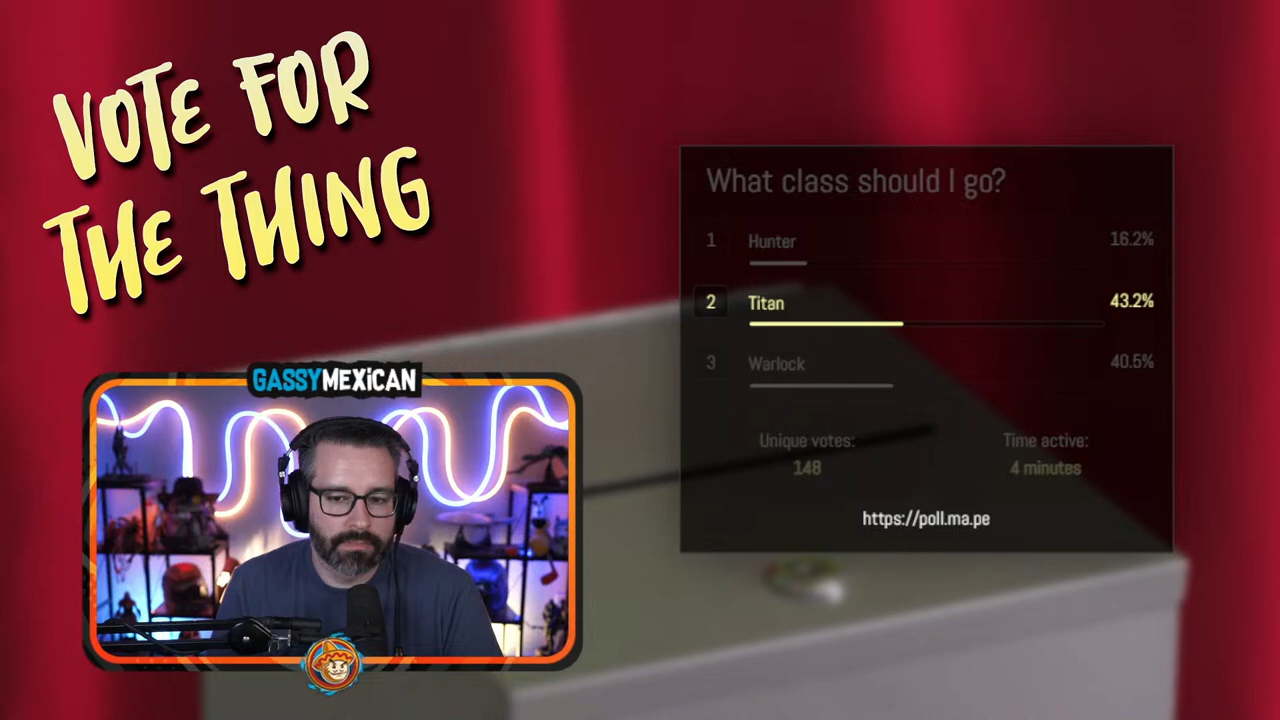 VOTE FOR
THE THING
What class should I go?
1 Hunter 16.2%
2 Titan 43.2%
3 Warlock 40.5%
Unique votes: Time active:
148 4 minutes
https://poll.ma.pe
GASSYMEXiCAN